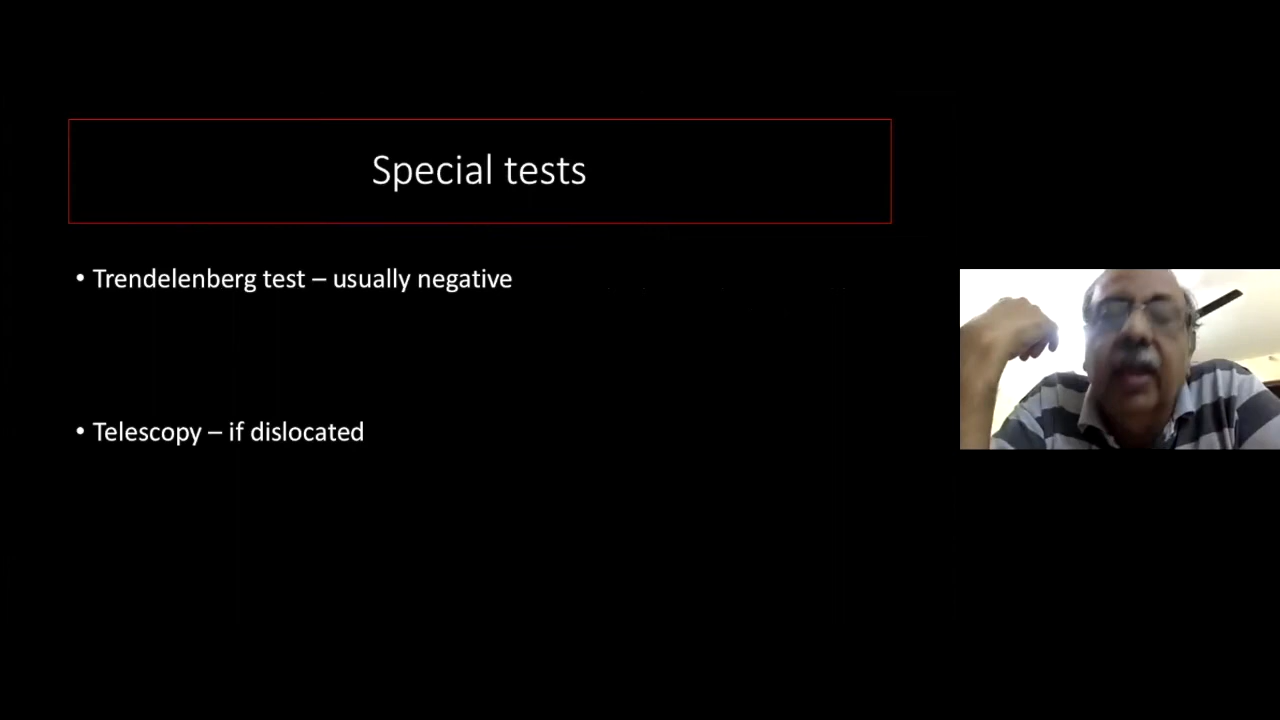 Special tests
• Trendelenberg test – usually negative
• Telescopy – if dislocated